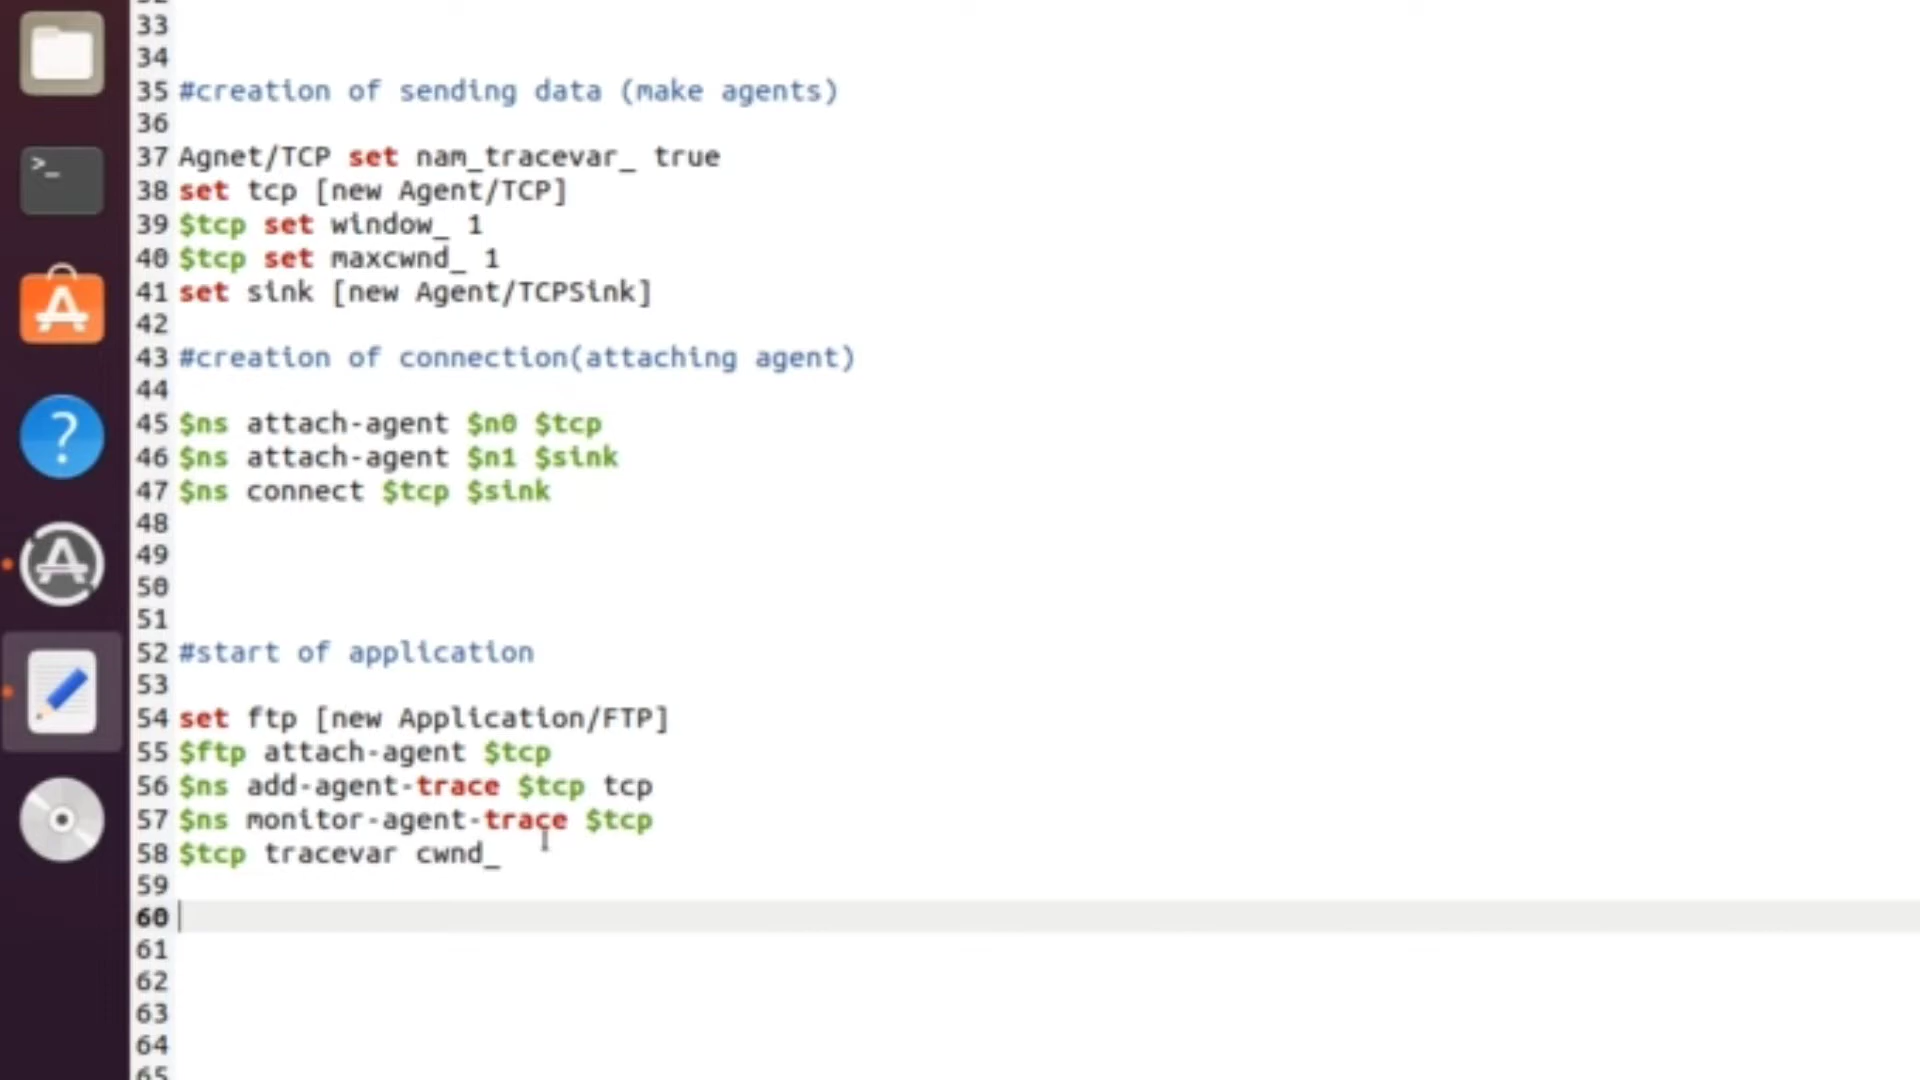 33
34
35 #creation of sending data (make agents)
36
37 Agnet/TCP set nam_tracevar_ true
38 set tcp [new Agent/TCP]
39 $tcp set window_ 1
40 $tcp set maxcwnd_ 1
41 set sink [new Agent/TCPSink]
42
43 #creation of connection(attaching agent)
44
45 $ns attach-agent $n0 $tcp
46 $ns attach-agent $n1 $sink
47 $ns connect $tcp $sink
48
49
50
51
52 #start of application
53
54 set ftp [new Application/FTP]
55 $ftp attach-agent $tcp
56 $ns add-agent-trace $tcp tcp
57 $ns monitor-agent-trace $tcp
58 $tcp tracevar cwnd_
59
60
61
62
63
64
65